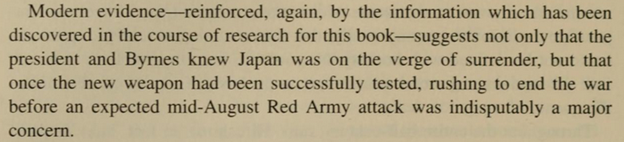 Modern evidence—reinforced, again, by the information which has been
discovered in the course of research for this book—suggests not only that the
president and Byrnes knew Japan was on the verge of surrender, but that
once the new weapon had been successfully tested, rushing to end the war
before an expected mid-August Red Army attack was indisputably a major
concern.